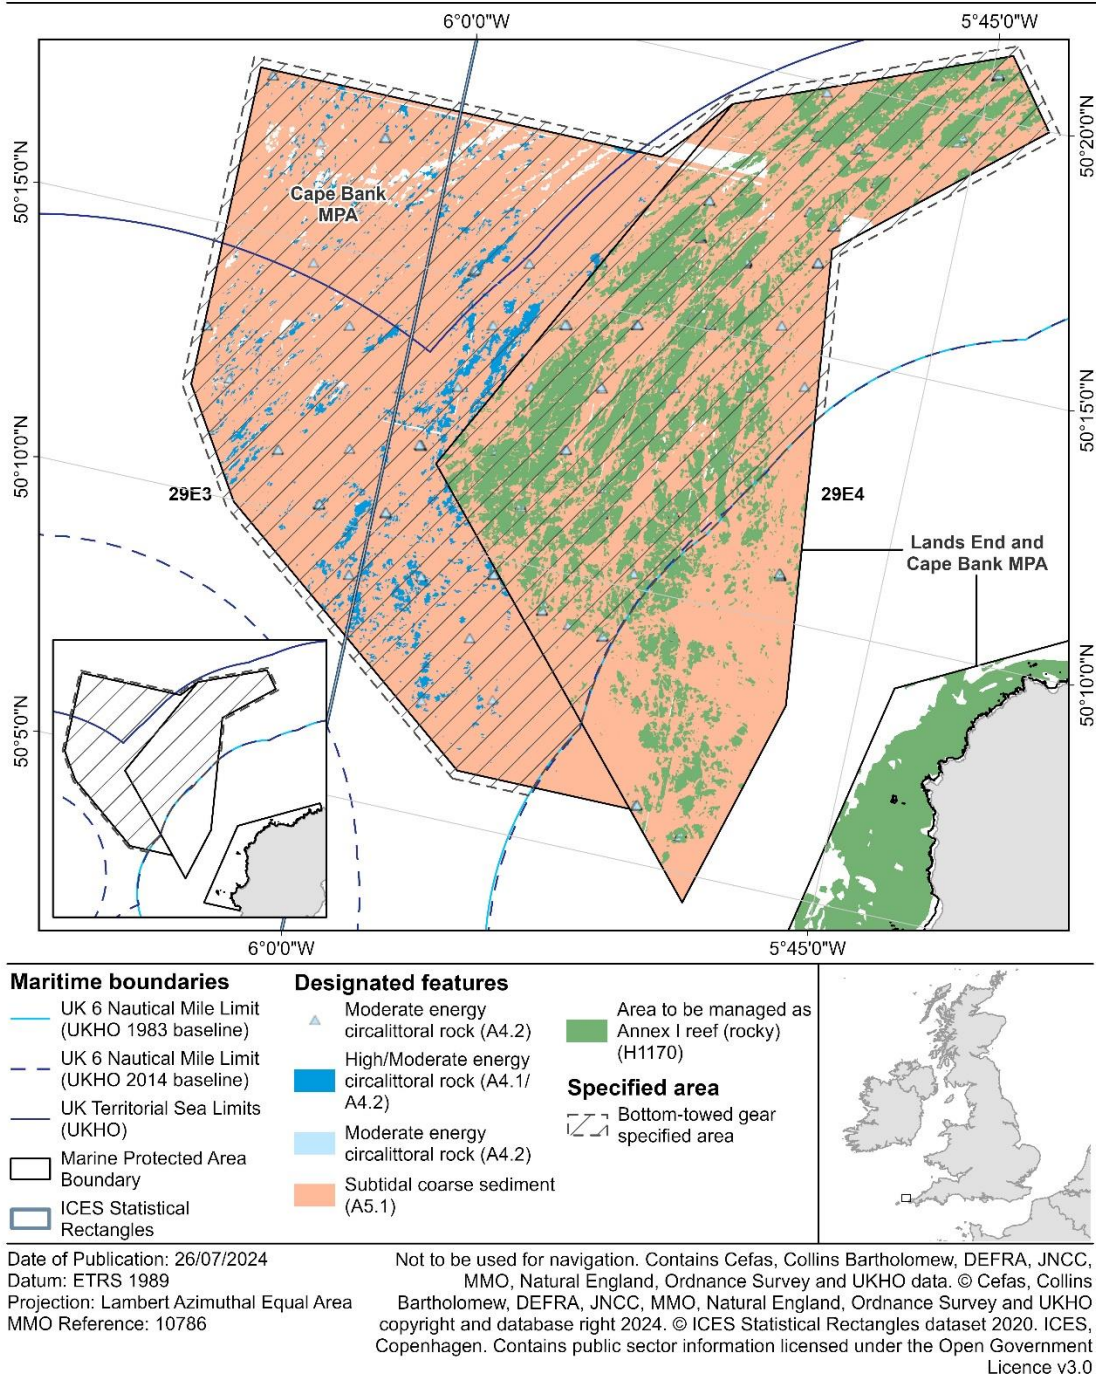 6°0'0"W
5°45'0"W
50°20'0"N
50°15'0"N
Cape Bank
MPA
50°15'0"N
50°10'0"N
29E3
29E4
Lands End and
Cape Bank MPA
50°10'0"N
50°5'0"N
6°0'0"W
5°45'0"W
Maritime boundaries
UK 6 Nautical Mile Limit
(UKHO 1983 baseline)
UK 6 Nautical Mile Limit
(UKHO 2014 baseline)
UK Territorial Sea Limits
(UKHO)
Marine Protected Area
Boundary
ICES Statistical
Rectangles
Designated features
Moderate energy
circalittoral rock (A4.2)
High/Moderate energy
circalittoral rock (A4.1/
A4.2)
Moderate energy
circalittoral rock (A4.2)
Subtidal coarse sediment
(A5.1)
Area to be managed as
Annex I reef (rocky)
(H1170)
Specified area
Bottom-towed gear
specified area
Date of Publication: 26/07/2024
Datum: ETRS 1989
Projection: Lambert Azimuthal Equal Area
MMO Reference: 10786
Not to be used for navigation. Contains Cefas, Collins Bartholomew, DEFRA, JNCC,
MMO, Natural England, Ordnance Survey and UKHO data. © Cefas, Collins
Bartholomew, DEFRA, JNCC, MMO, Natural England, Ordnance Survey and UKHO
copyright and database right 2024. © ICES Statistical Rectangles dataset 2020. ICES,
Copenhagen. Contains public sector information licensed under the Open Government
Licence v3.0